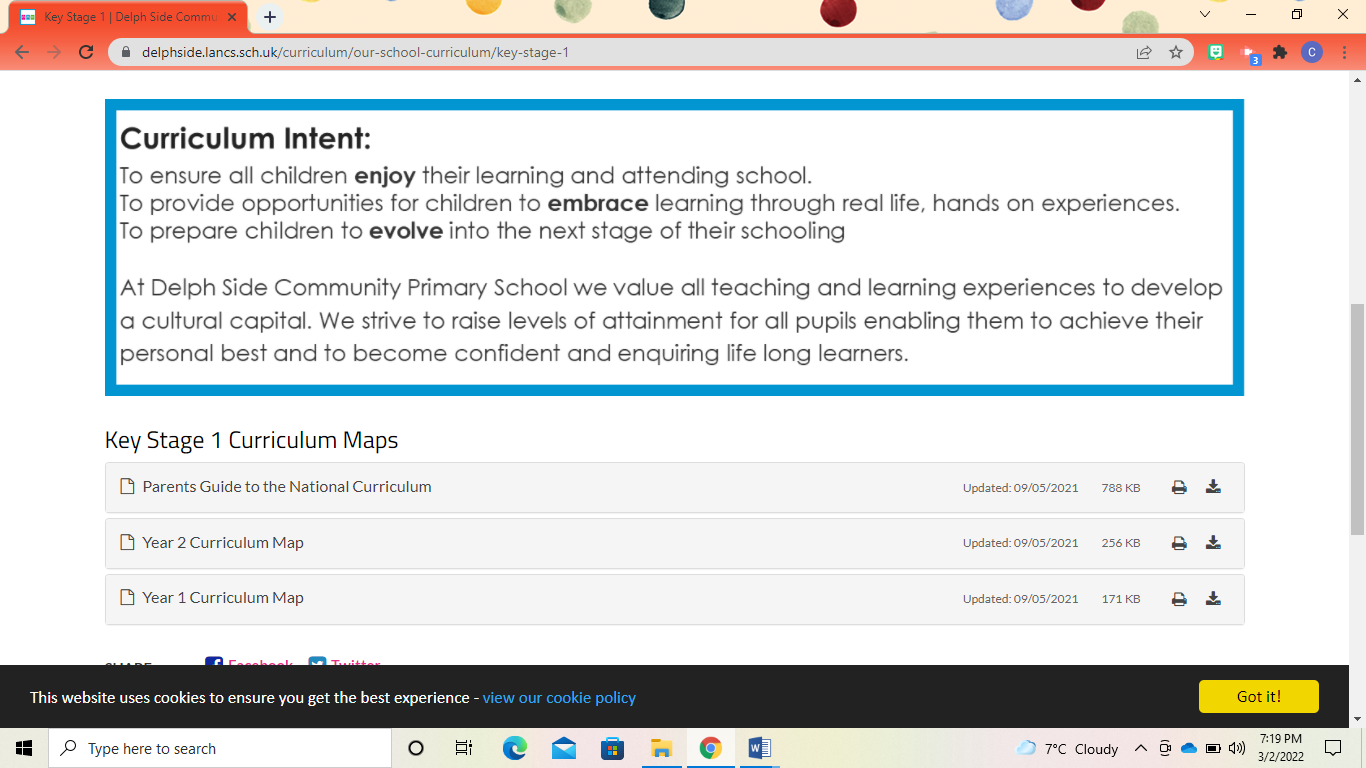 Key Stage 1 | Delph Side Commu
delphside.lancs.sch.uk/curriculum/our-school-curriculum/key-stage-1
C
3
Curriculum Intent:
To ensure all children enjoy their learning and attending school.
To provide opportunities for children to embrace learning through real life, hands on experiences.
To prepare children to evolve into the next stage of their schooling
At Delph Side Community Primary School we value all teaching and learning experiences to develop
a cultural capital. We strive to raise levels of attainment for all pupils enabling them to achieve their
personal best and to become confident and enquiring life long learners.
Key Stage 1 Curriculum Maps
Parents Guide to the National Curriculum Updated: 09/05/2021 788 KB
Year 2 Curriculum Map Updated: 09/05/2021 256 KB
Year 1 Curriculum Map Updated: 09/05/2021 171 KB
SHARE Facebook Twitter
This website uses cookies to ensure you get the best experience - view our cookie policy Got it!
Type here to search 7°C Cloudy 7:19 PM
3/2/2022